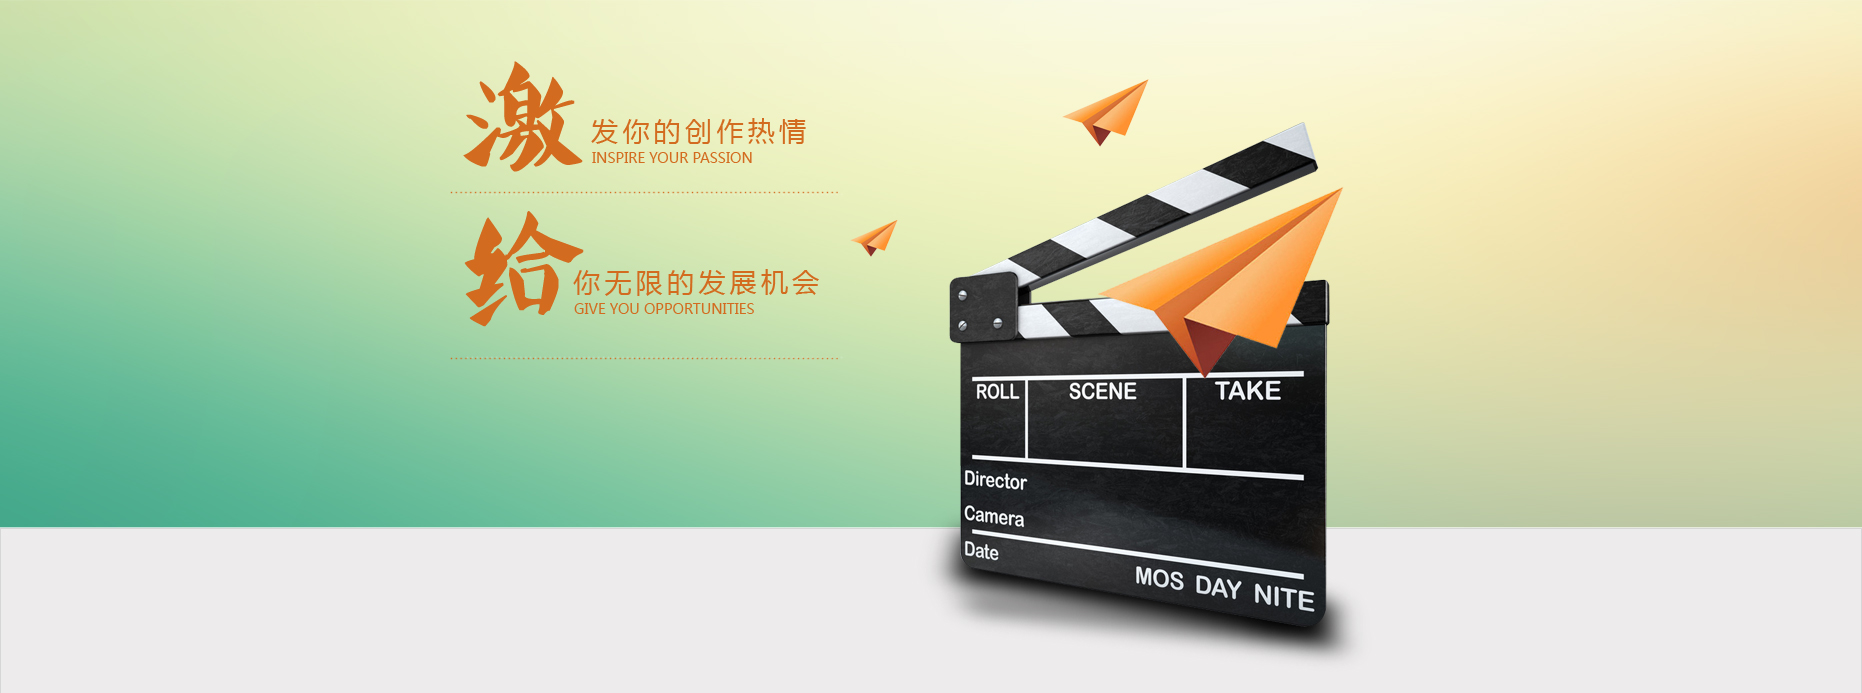 激发你的创作热情
INSPIRE YOUR PASSION
给你无限的发展机会
GIVE YOU OPPORTUNITIES
ROLL SCENE TAKE
Director
Camera
Date
MOS DAY NITE